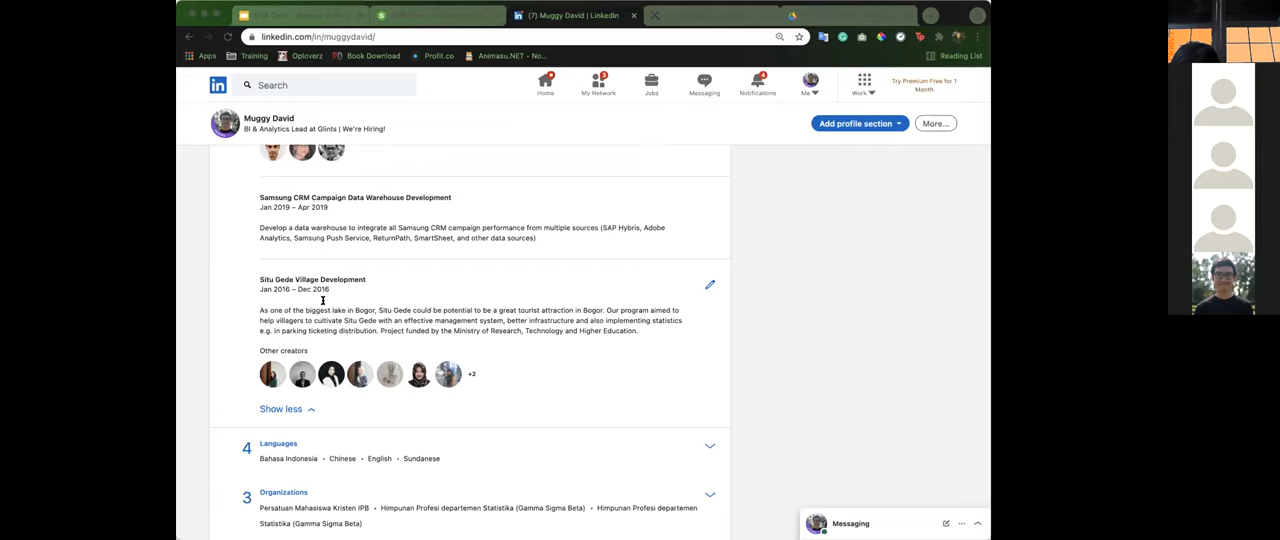 (7) Muggy David | LinkedIn
linkedin.com/in/muggydavid/
Apps Training Oploverz Book Download Profit.co Animasu.NET - No... Reading List
in Search Home My Network Jobs Messaging Notifications Me Work Try Premium Free for 1
Month
3 4
Muggy David
BI & Analytics Lead at Glints | We're Hiring!
Add profile section More...
Samsung CRM Campaign Data Warehouse Development
Jan 2019 – Apr 2019
Develop a data warehouse to integrate all Samsung CRM campaign performance from multiple sources (SAP Hybris, Adobe
Analytics, Samsung Push Service, ReturnPath, SmartSheet, and other data sources)
Situ Gede Village Development
Jan 2016 – Dec 2016
As one of the biggest lake in Bogor, Situ Gede could be potential to be a great tourist attraction in Bogor. Our program aimed to
help villagers to cultivate Situ Gede with an effective management system, better infrastructure and also implementing statistics
e.g. in parking ticketing distribution. Project funded by the Ministry of Research, Technology and Higher Education.
Other creators
+2
Show less
4 Languages
Bahasa Indonesia • Chinese • English • Sundanese
3 Organizations
Persatuan Mahasiswa Kristen IPB • Himpunan Profesi departemen Statistika (Gamma Sigma Beta) • Himpunan Profesi departemen
Statistika (Gamma Sigma Beta)
Messaging